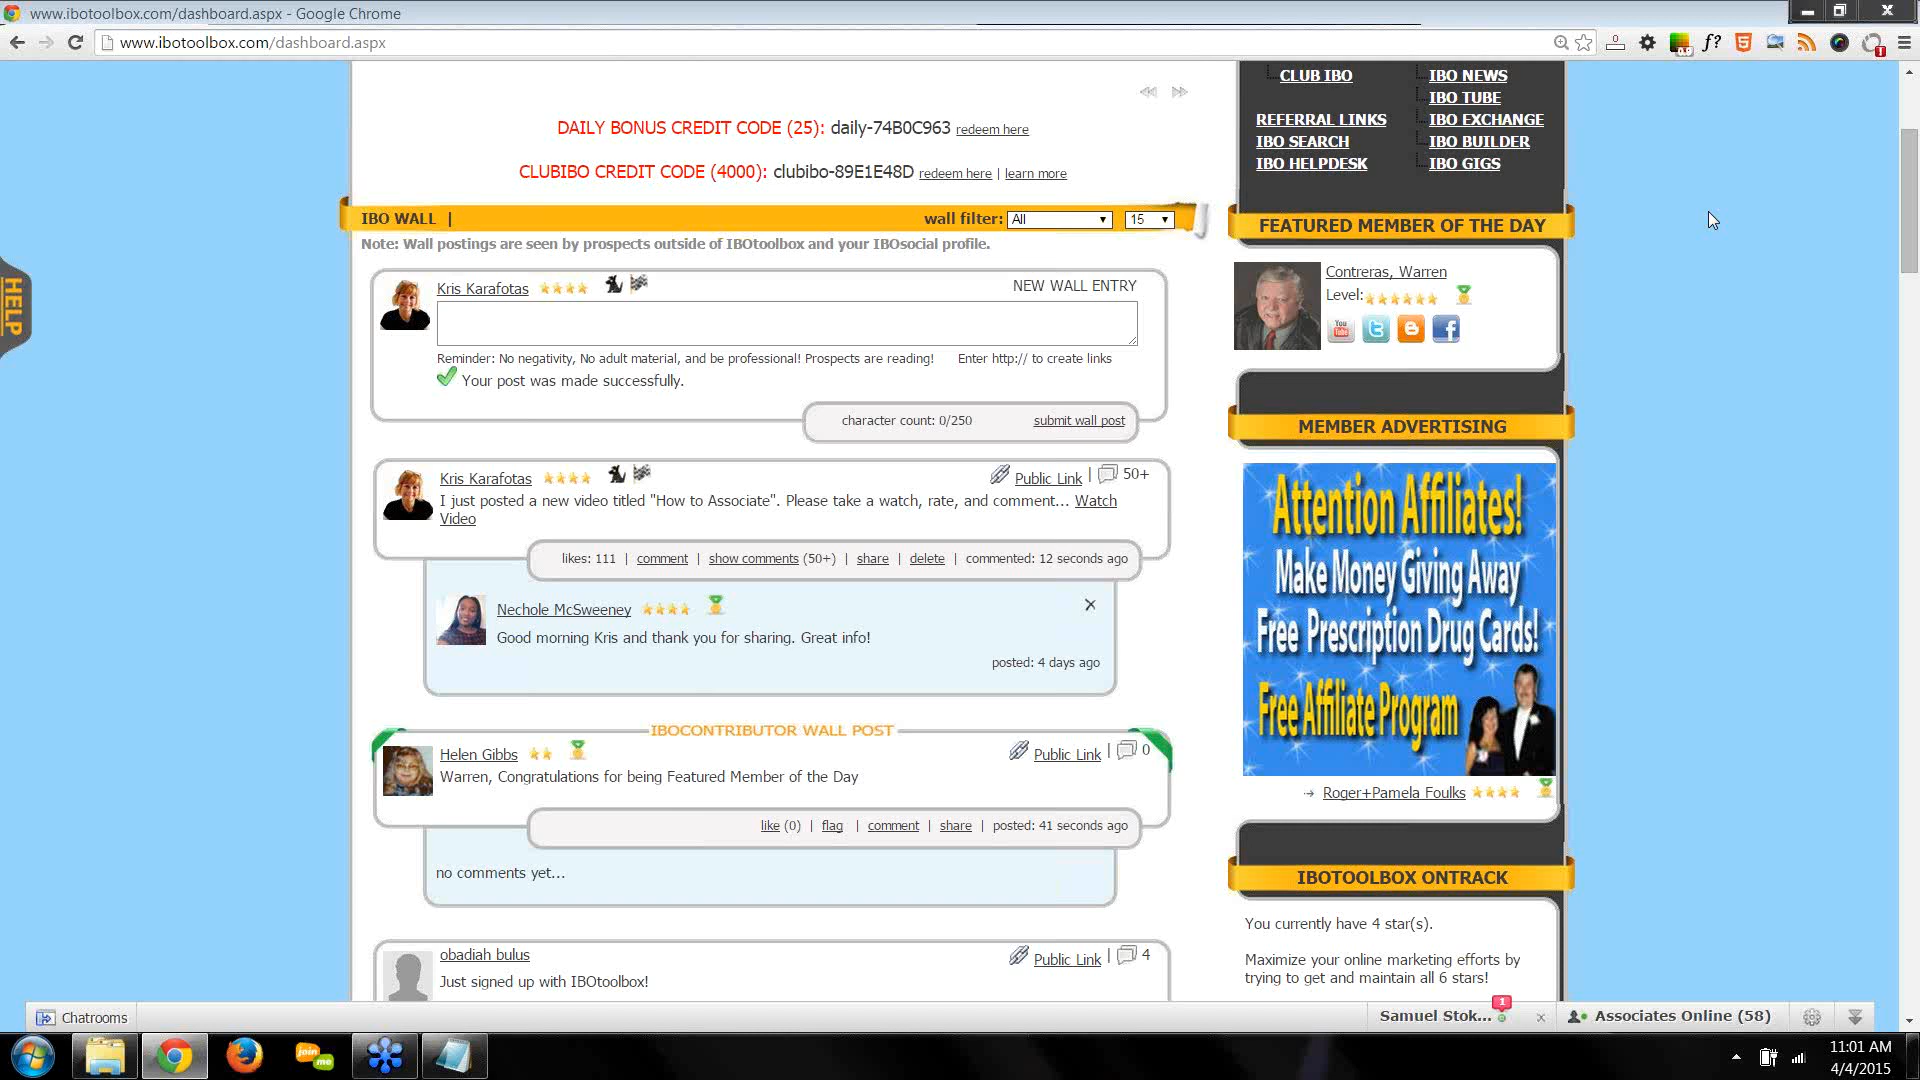 www.ibotoolbox.com/dashboard.aspx - Google Chrome
www.ibotoolbox.com/dashboard.aspx
f?
DAILY BONUS CREDIT CODE (25): daily-74B0C963 redeem here
CLUBIBO CREDIT CODE (4000): clubibo-89E1E48D redeem here | learn more
IBO WALL |
wall filter: All 15
Note: Wall postings are seen by prospects outside of IBOtoolbox and your IBOsocial profile.
HELP
Kris Karafotas
NEW WALL ENTRY
Reminder: No negativity, No adult material, and be professional! Prospects are reading! Enter http:// to create links
Your post was made successfully.
character count: 0/250 submit wall post
Kris Karafotas
Public Link | 50+
I just posted a new video titled "How to Associate". Please take a watch, rate, and comment... Watch
Video
likes: 111 | comment | show comments (50+) | share | delete | commented: 12 seconds ago
Nechole McSweeney
Good morning Kris and thank you for sharing. Great info!
posted: 4 days ago
IBOCONTRIBUTOR WALL POST
Helen Gibbs
Public Link | 0
Warren, Congratulations for being Featured Member of the Day
like (0) | flag | comment | share | posted: 41 seconds ago
no comments yet...
obadiah bulus
Public Link | 4
Just signed up with IBOtoolbox!
CLUB IBO
REFERRAL LINKS
IBO SEARCH
IBO HELPDESK
IBO NEWS
IBO TUBE
IBO EXCHANGE
IBO BUILDER
IBO GIGS
FEATURED MEMBER OF THE DAY
Contreras, Warren
Level:
You
Tube
MEMBER ADVERTISING
Attention Affiliates!
Make Money Giving Away
Free Prescription Drug Cards!
Free Affiliate Program
Roger+Pamela Foulks
IBOTOOLBOX ONTRACK
You currently have 4 star(s).
Maximize your online marketing efforts by
trying to get and maintain all 6 stars!
Chatrooms
Samuel Stok... 1
x
Associates Online (58)
join
me
11:01 AM
4/4/2015